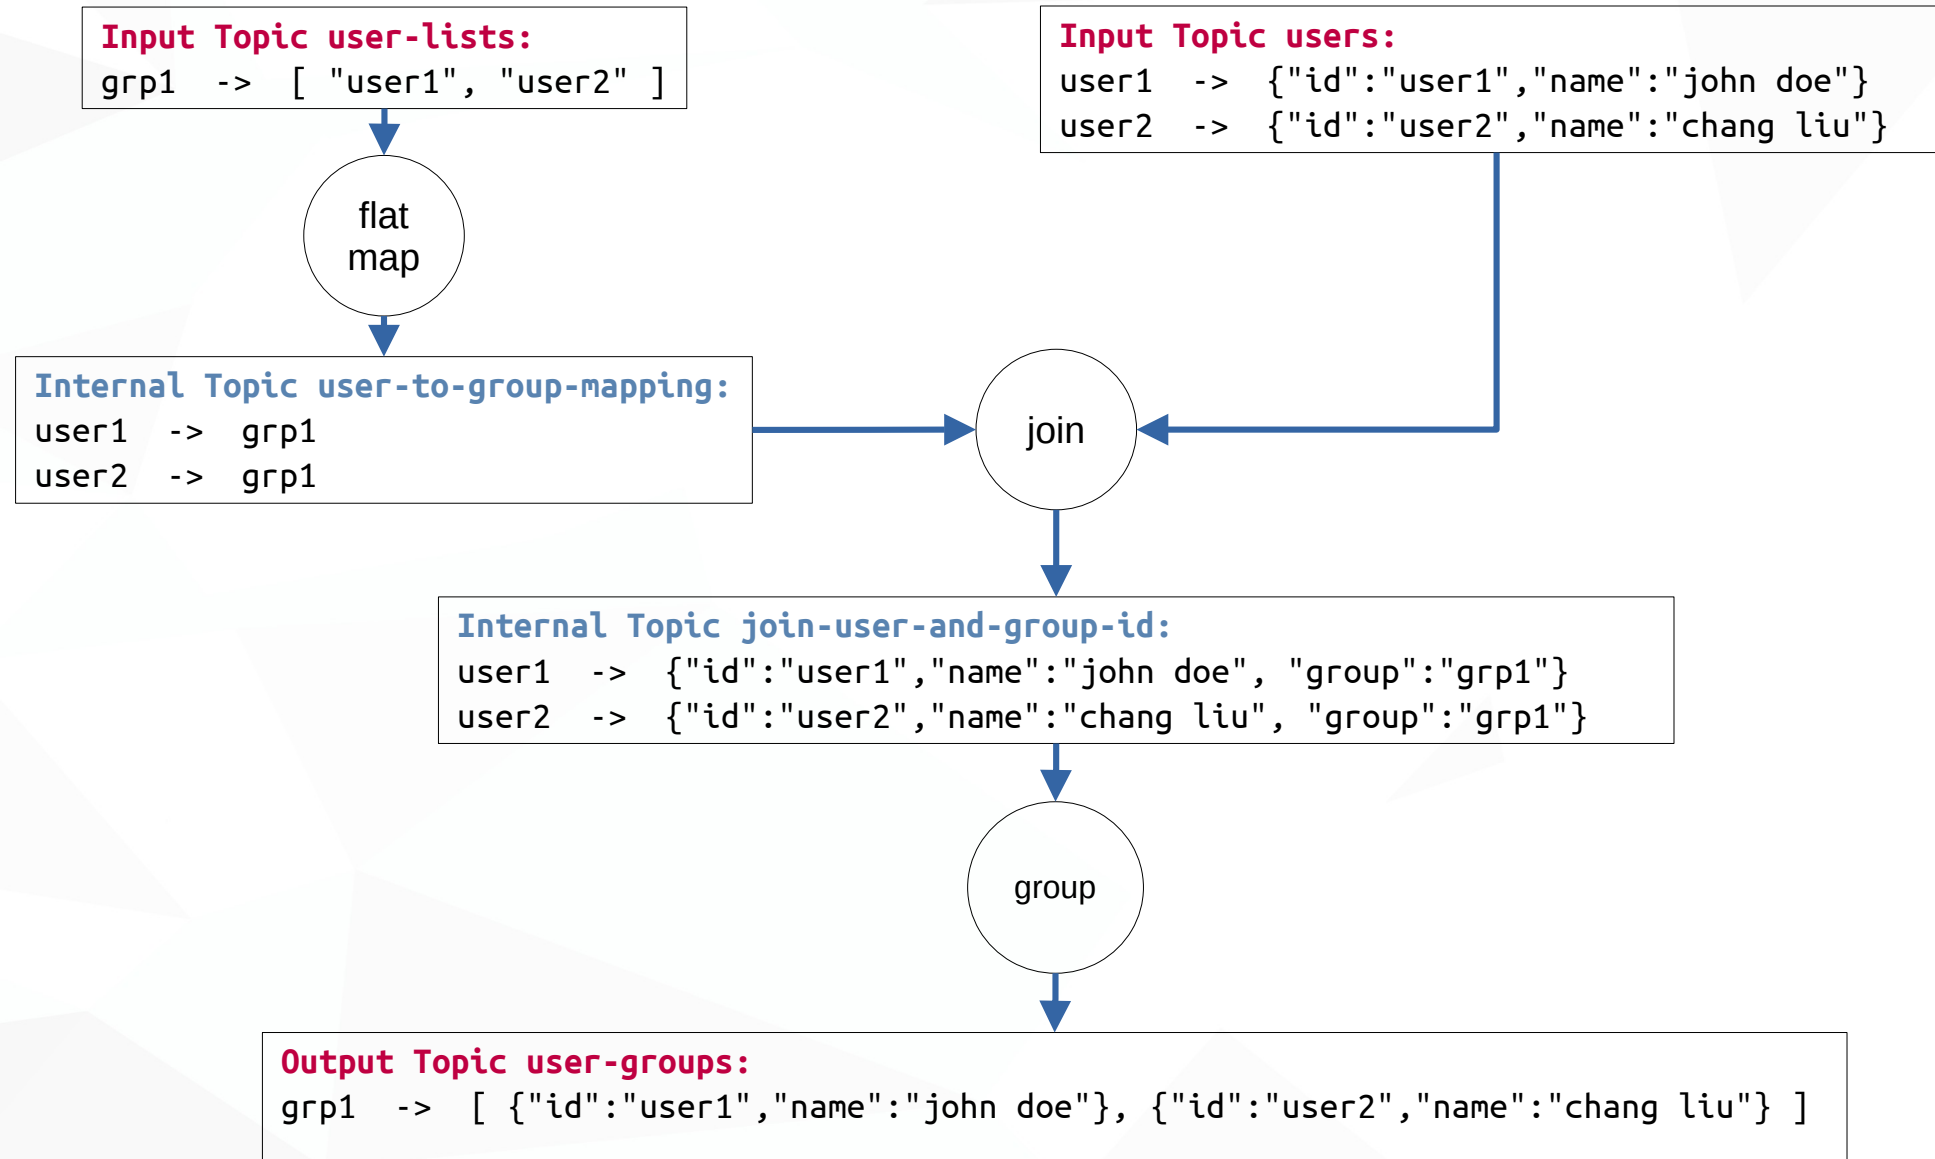 Input Topic user-lists:
grp1  ->  [ "user1", "user2" ]
Input Topic users:
user1  ->  {"id":"user1","name":"john doe"}
user2  ->  {"id":"user2","name":"chang liu"}
flat
map
Internal Topic user-to-group-mapping:
user1  ->  grp1
user2  ->  grp1
join
Internal Topic join-user-and-group-id:
user1  ->  {"id":"user1","name":"john doe", "group":"grp1"}
user2  ->  {"id":"user2","name":"chang liu", "group":"grp1"}
group
Output Topic user-groups:
grp1  ->  [ {"id":"user1","name":"john doe"}, {"id":"user2","name":"chang liu"} ]